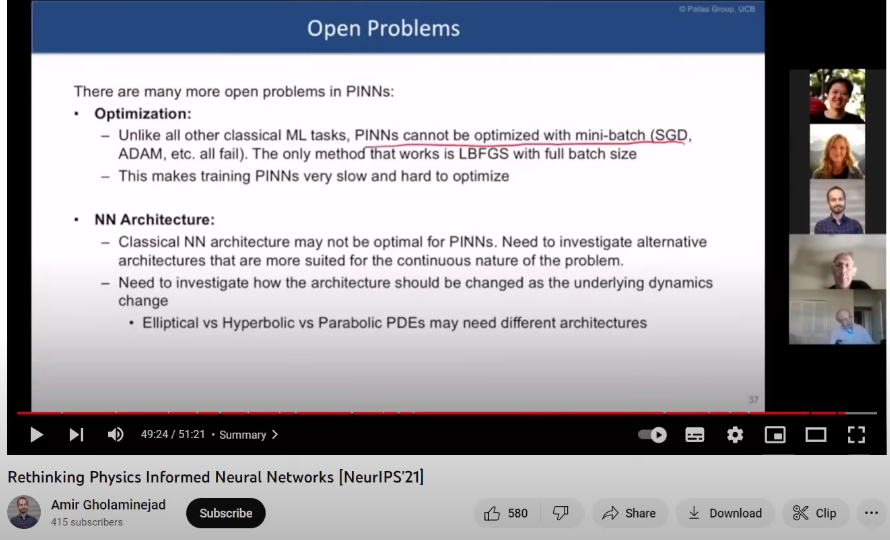 © Pallas Group, UCB
Open Problems
There are many more open problems in PINNs:
• Optimization:
– Unlike all other classical ML tasks, PINNs cannot be optimized with mini-batch (SGD,
ADAM, etc. all fail). The only method that works is LBFGS with full batch size
– This makes training PINNs very slow and hard to optimize
• NN Architecture:
– Classical NN architecture may not be optimal for PINNs. Need to investigate alternative
architectures that are more suited for the continuous nature of the problem.
– Need to investigate how the architecture should be changed as the underlying dynamics
change
• Elliptical vs Hyperbolic vs Parabolic PDEs may need different architectures
37
49:24 / 51:21 • Summary >
Rethinking Physics Informed Neural Networks [NeurIPS'21]
Amir Gholaminejad
415 subscribers
Subscribe
580
Share
Download
Clip
...